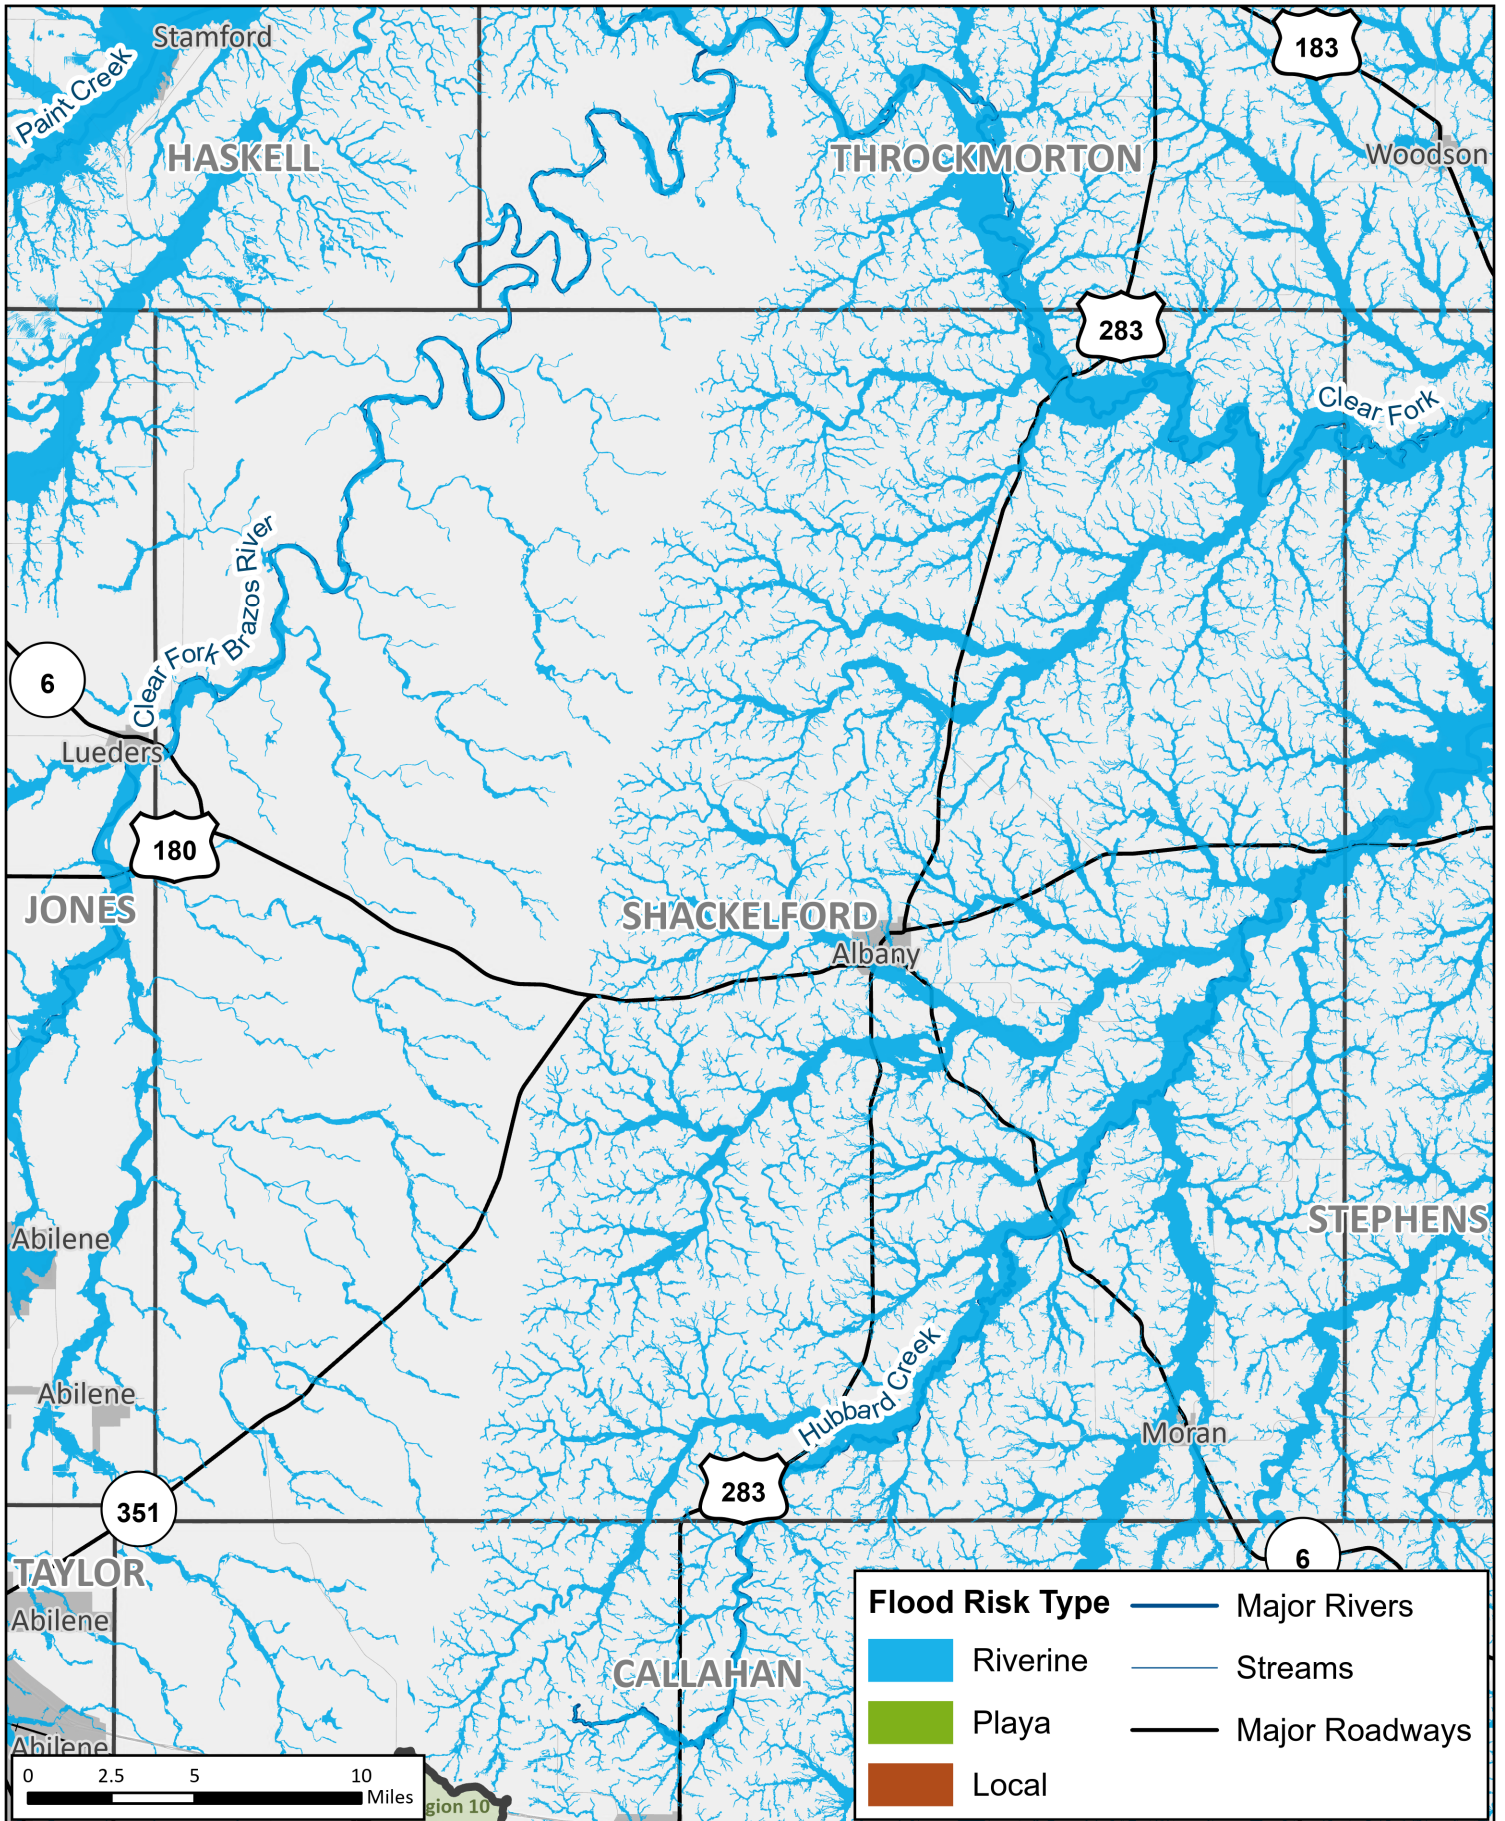 Stamford
183
Paint Creek
HASKELL
THROCKMORTON
Woodson
283
Clear Fork
Clear Fork Brazos River
6
Lueders
180
JONES
SHACKELFORD
Albany
Abilene
STEPHENS
Hubbard Creek
Abilene
Moran
283
351
6
TAYLOR
Abilene
CALLAHAN
Abilene
gion 10
0 2.5 5 10
Miles
Flood Risk Type
Riverine
Playa
Local
Major Rivers
Streams
Major Roadways